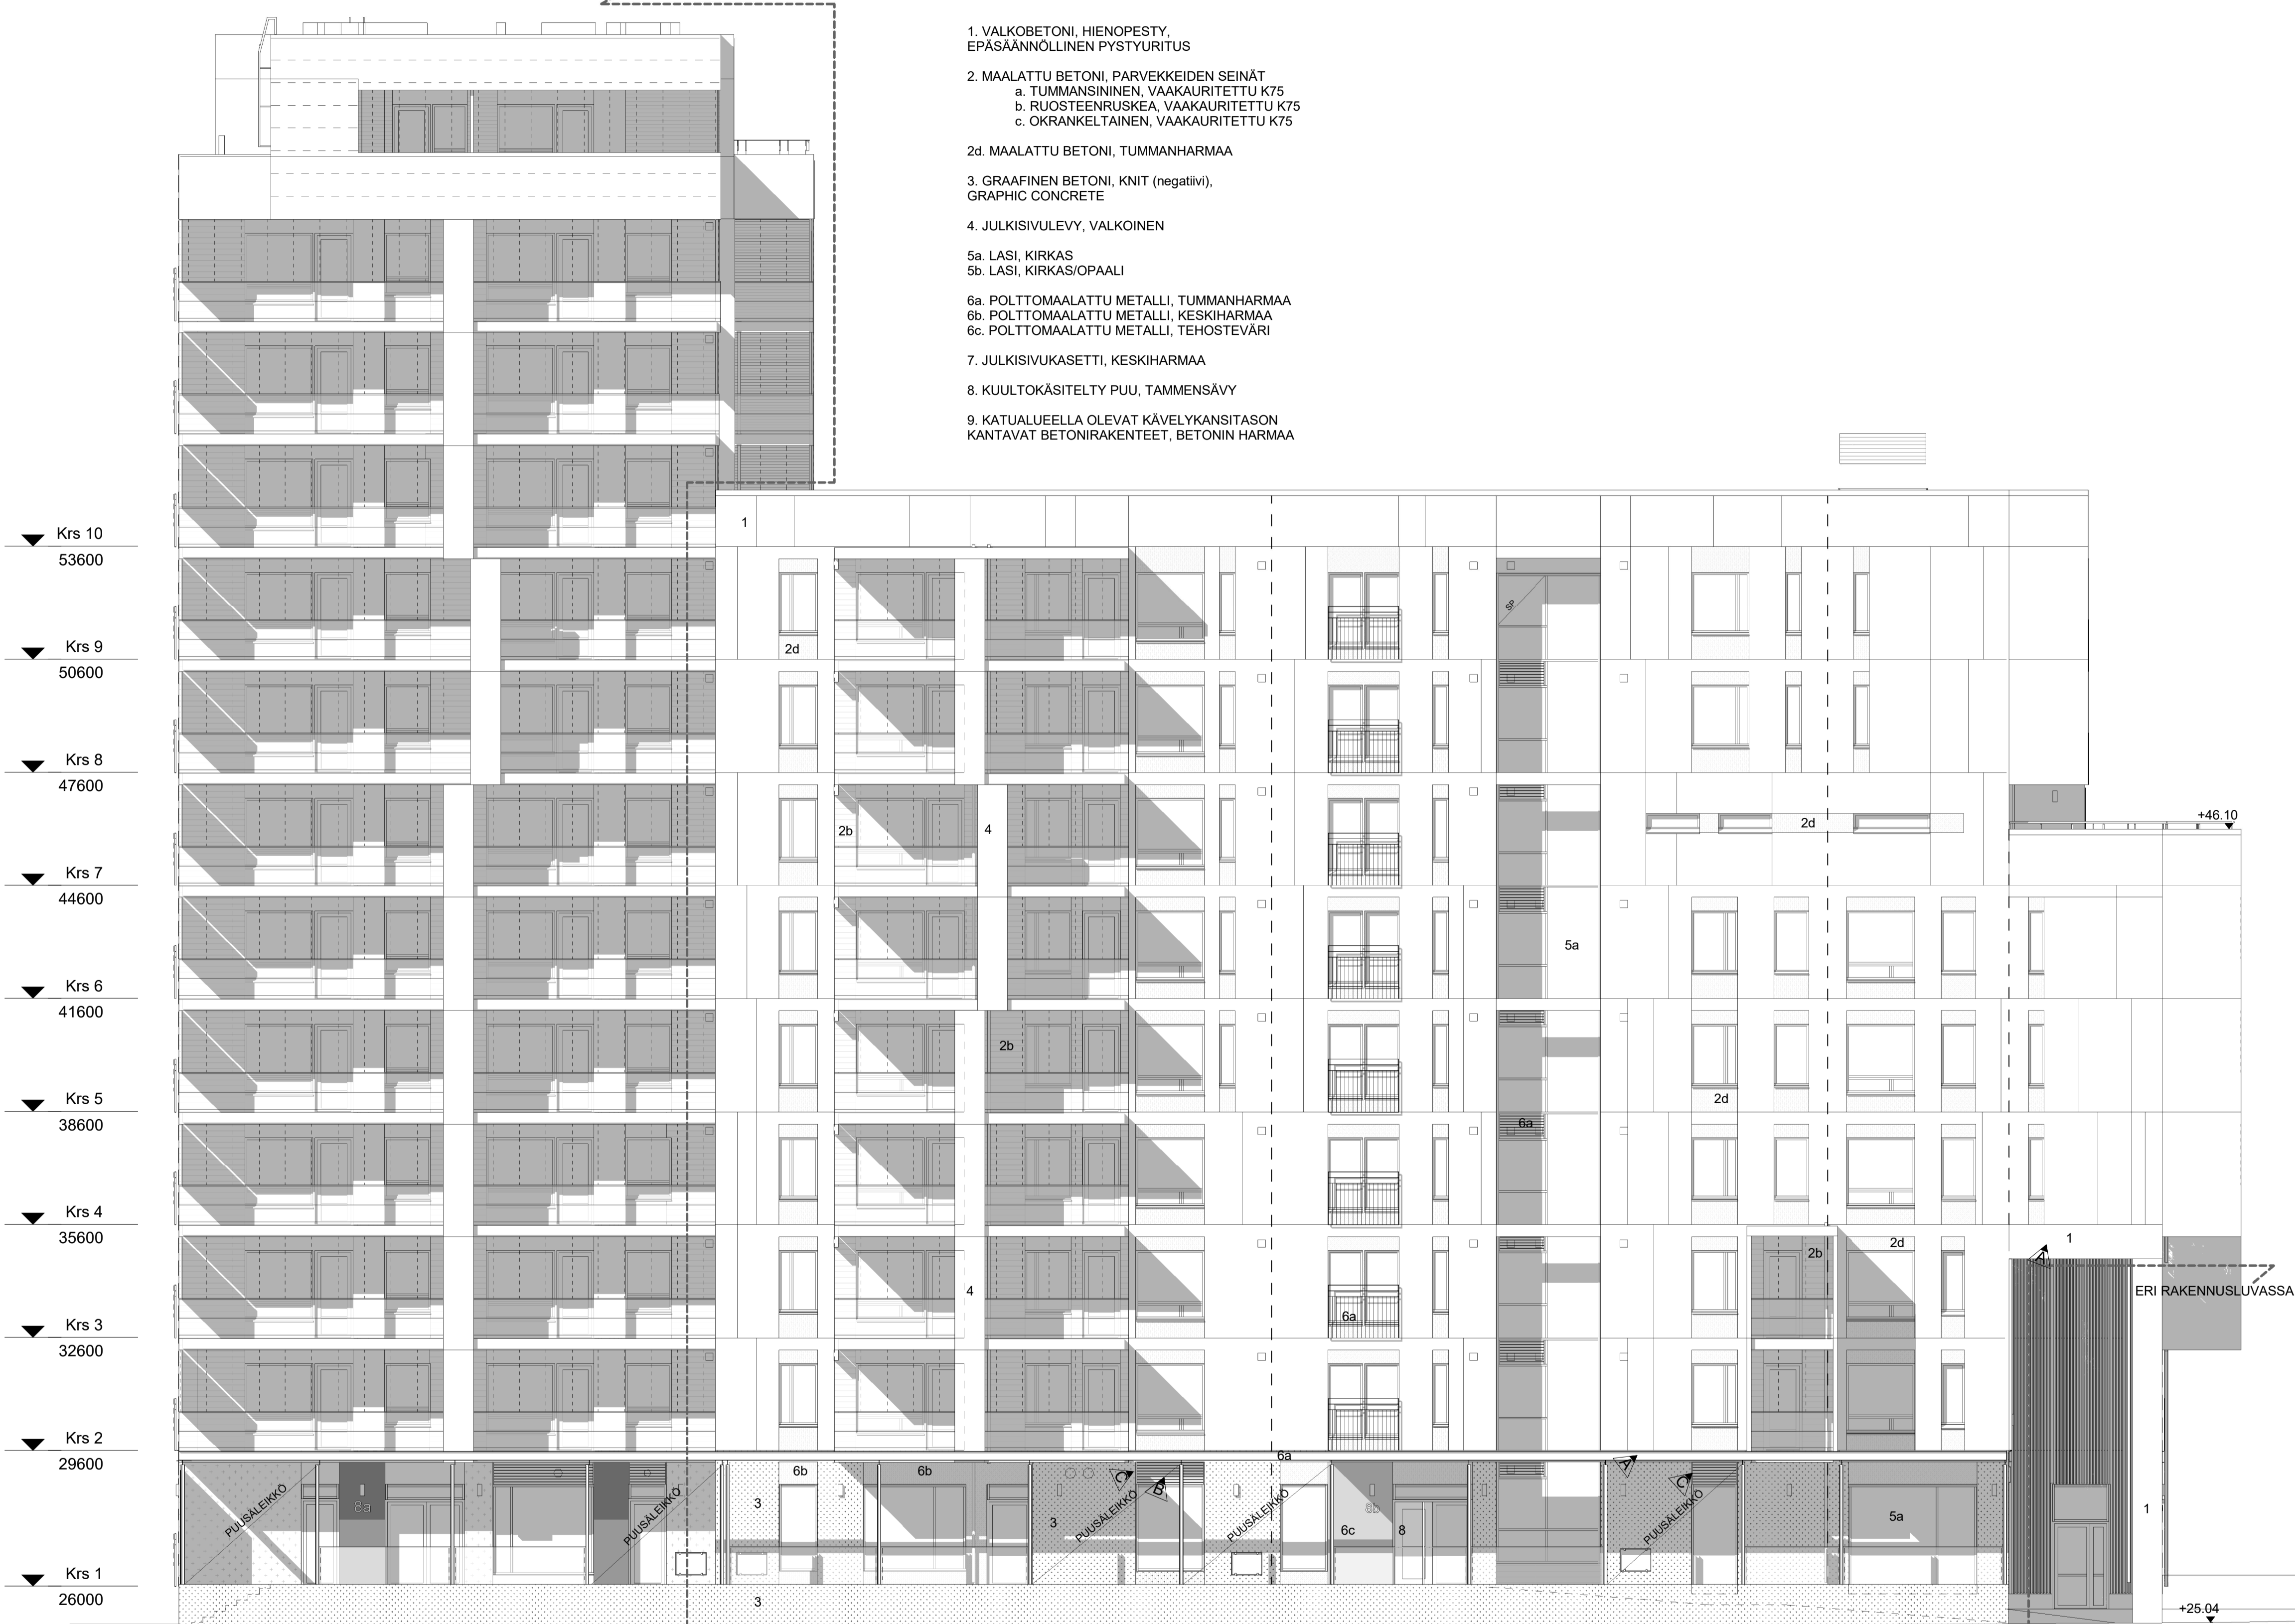 1. VALKOBETONI, HIENOPESTY,
EPÄSÄÄNNÖLLINEN PYSTYURITUS
2. MAALATTU BETONI, PARVEKKEIDEN SEINÄT
a. TUMMANSININEN, VAAKAURITETTU K75
b. RUOSTEENRUSKEA, VAAKAURITETTU K75
c. OKRANKELTAINEN, VAAKAURITETTU K75
2d. MAALATTU BETONI, TUMMANHARMAA
3. GRAAFINEN BETONI, KNIT (negatiivi),
GRAPHIC CONCRETE
4. JULKISIVULEVY, VALKOINEN
5a. LASI, KIRKAS
5b. LASI, KIRKAS/OPAALI
6a. POLTTOMAALATTU METALLI, TUMMANHARMAA
6b. POLTTOMAALATTU METALLI, KESKIHARMAA
6c. POLTTOMAALATTU METALLI, TEHOSTEVÄRI
7. JULKISIVUKASETTI, KESKIHARMAA
8. KUULTOKÄSITELTY PUU, TAMMENSÄVY
9. KATUALUEELLA OLEVAT KÄVELYKANSITASON
KANTAVAT BETONIRAKENTEET, BETONIN HARMAA
1
Krs 10
53600
SP
Krs 9
2d
50600
Krs 8
47600
2b
4
2d
+46.10
Krs 7
44600
5a
Krs 6
41600
2b
Krs 5
2d
38600
6a
Krs 4
35600
2b
2d
1
A
4
ERI RAKENNUSLUVASSA
6a
Krs 3
32600
Krs 2
29600
6a
6b
6b
C
B
A
C
PUUSÄLEIKKÖ
8a
PUUSÄLEIKKÖ
3
3
PUUSÄLEIKKÖ
PUUSÄLEIKKÖ
8b
6c
8
PUUSÄLEIKKÖ
5a
1
Krs 1
26000
3
+25.04